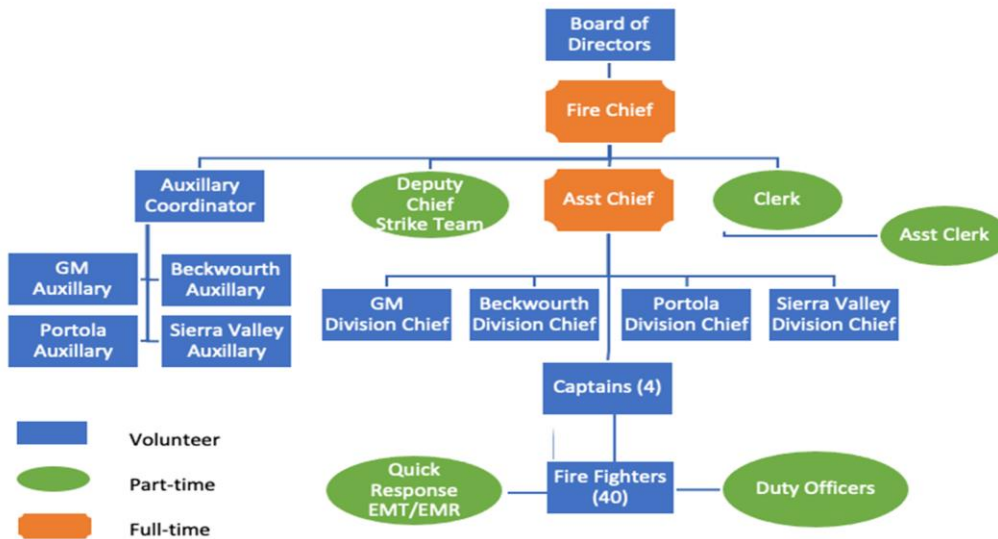 Board of
Directors
Fire Chief
Auxillary
Coordinator
Deputy
Chief
Strike Team
Asst Chief
Clerk
Asst Clerk
GM
Auxillary
Beckwourth
Auxillary
Portola
Auxillary
Sierra Valley
Auxillary
GM
Division Chief
Beckwourth
Division Chief
Portola
Division Chief
Sierra Valley
Division Chief
Captains (4)
Quick
Response
EMT/EMR
Fire Fighters
(40)
Duty Officers
Volunteer
Part-time
Full-time